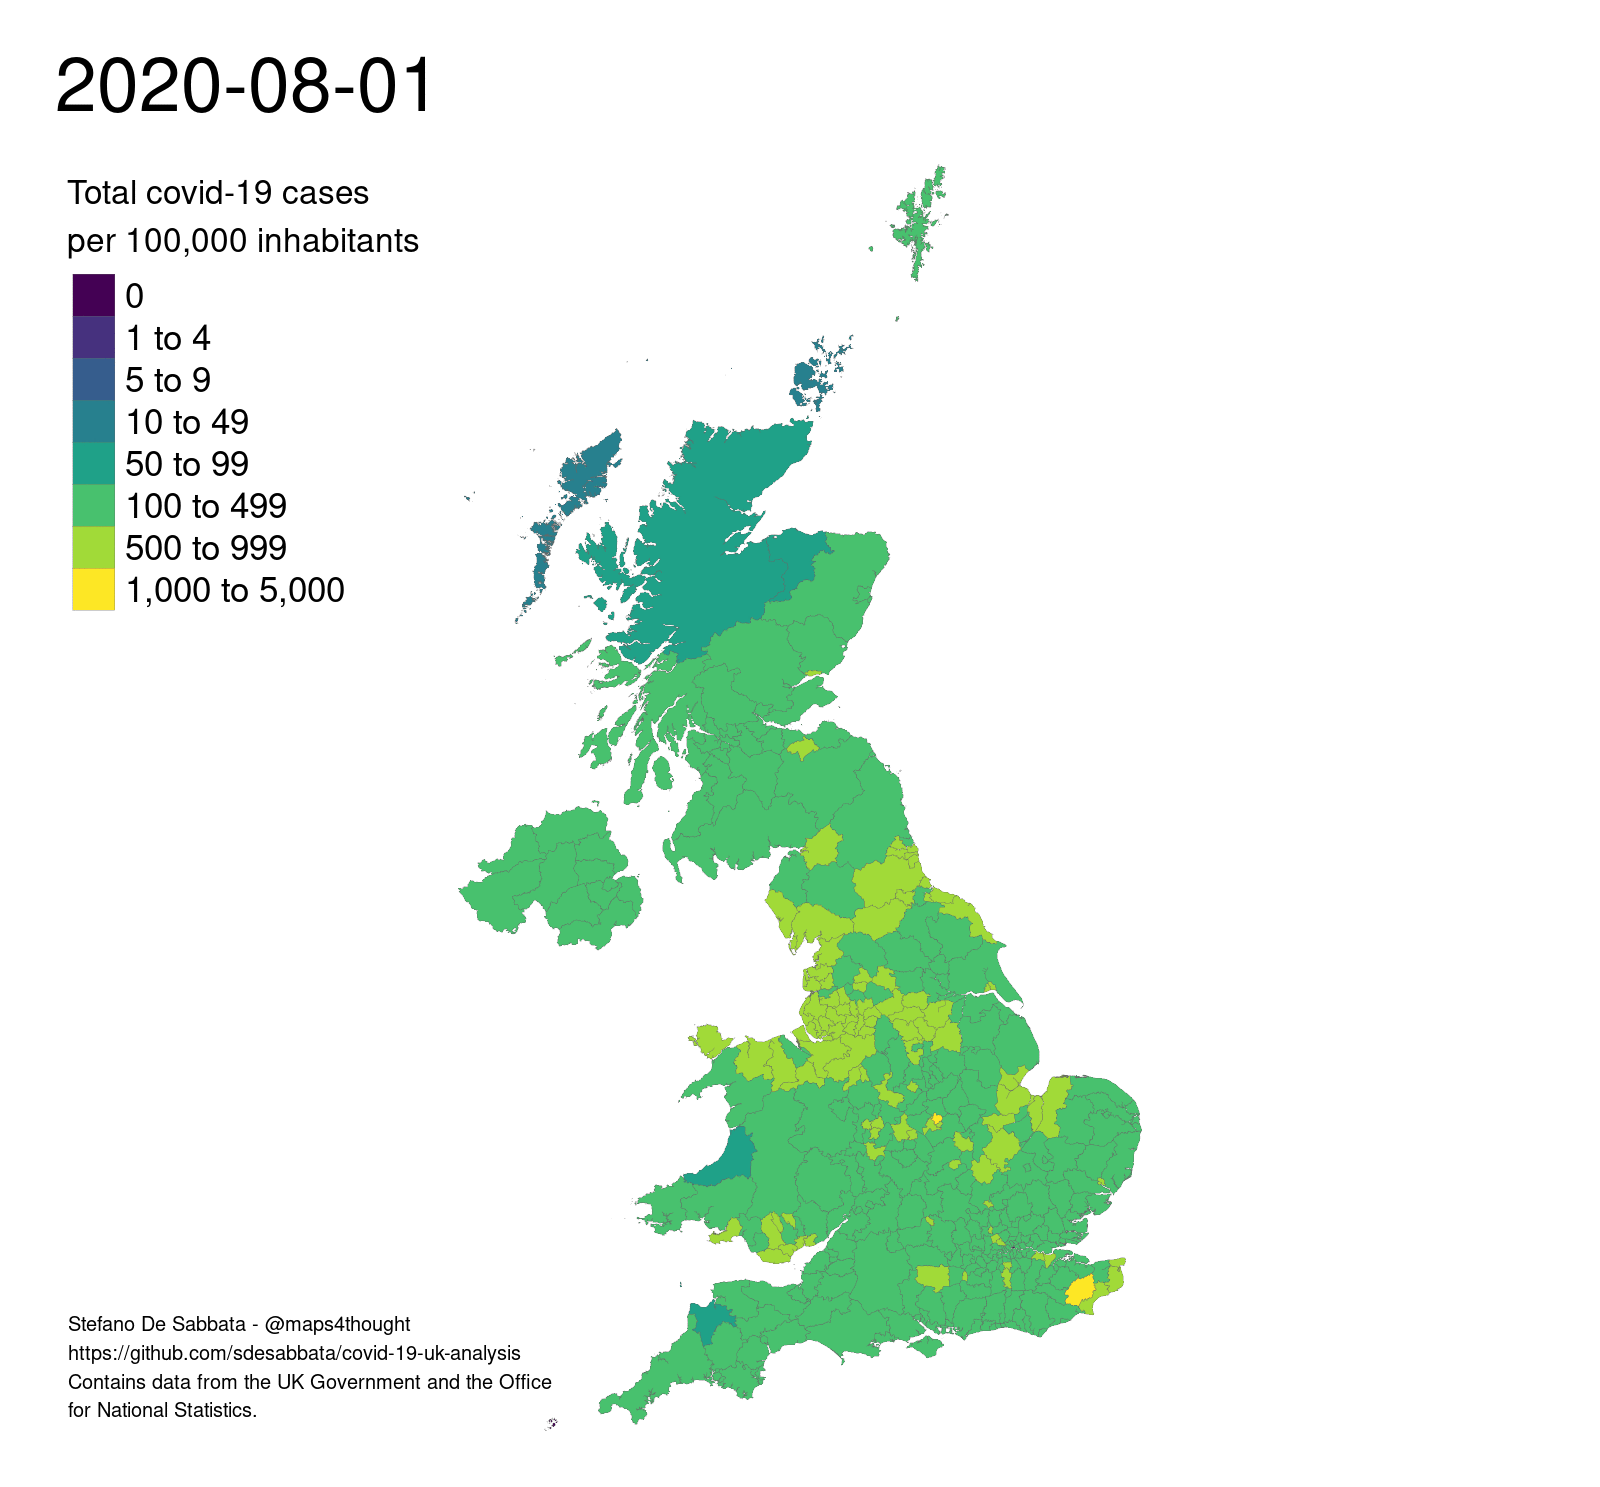 2020-08-01
Total covid-19 cases
per 100,000 inhabitants
0
1 to 4
5 to 9
10 to 49
50 to 99
100 to 499
500 to 999
1,000 to 5,000
Stefano De Sabbata - @maps4thought
https://github.com/sdesabbata/covid-19-uk-analysis
Contains data from the UK Government and the Office
for National Statistics.